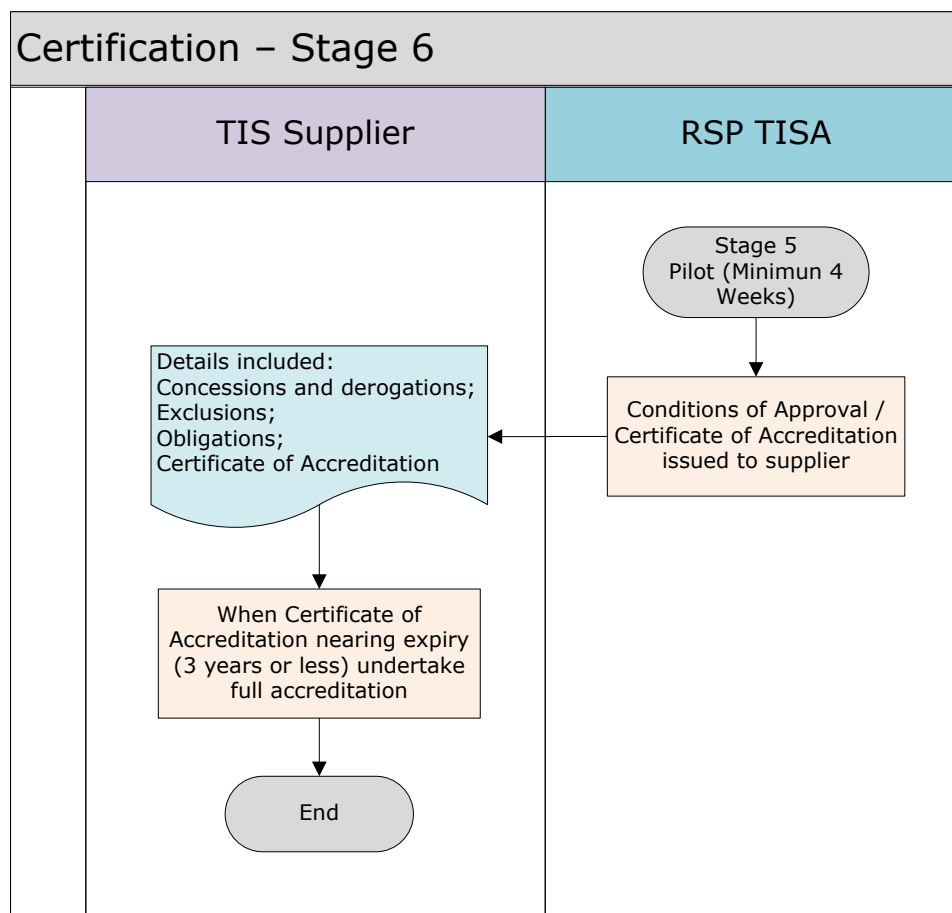 Certification – Stage 6
TIS Supplier
RSP TISA
Stage 5
Pilot (Minimun 4
Weeks)
Conditions of Approval /
Certificate of Accreditation
issued to supplier
Details included:
Concessions and derogations;
Exclusions;
Obligations;
Certificate of Accreditation
When Certificate of
Accreditation nearing expiry
(3 years or less) undertake
full accreditation
End